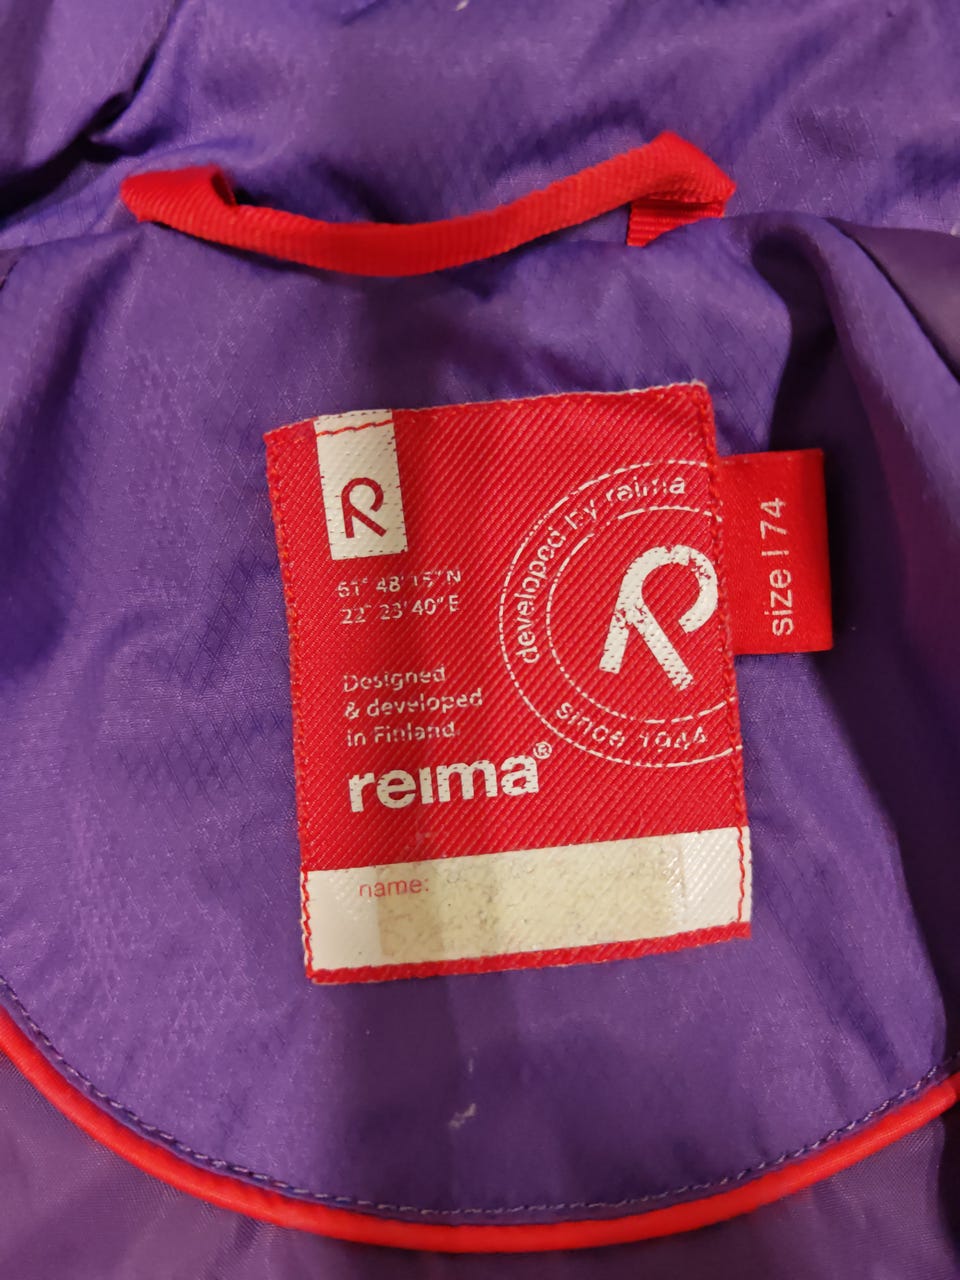 R
61° 48' 15" N
22° 23' 40" E
developed by reima
R
since 1944
Designed
& developed
in Finland.
reima®
name:
size | 74